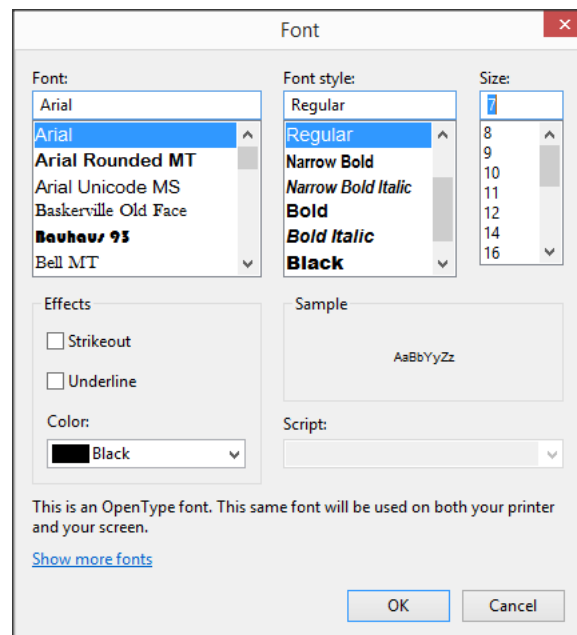 Font
Font: Font style: Size:
Arial Regular 7
Arial Regular 8
Arial Rounded MT Narrow Bold 9
Arial Unicode MS Narrow Bold Italic 10
Baskerville Old Face Bold 11
Bauhaus 93 Bold Italic 12
Bell MT Black 14
16
Effects Sample
Strikeout
AaBbYyZz
Underline
Color: Script:
Black
This is an OpenType font. This same font will be used on both your printer
and your screen.
Show more fonts
OK Cancel